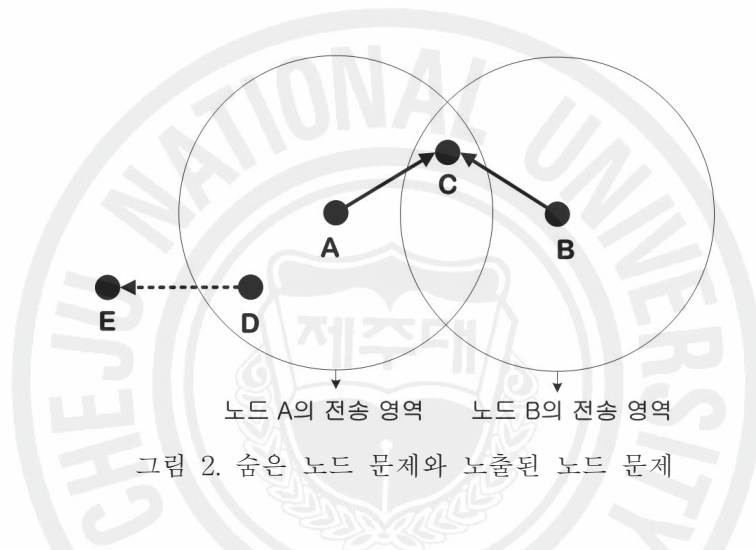 CHEJU NATIONAL UNIVERSITY
C
A
B
E
D
제주대
노드 A의 전송 영역
노드 B의 전송 영역
그림 2. 숨은 노드 문제와 노출된 노드 문제